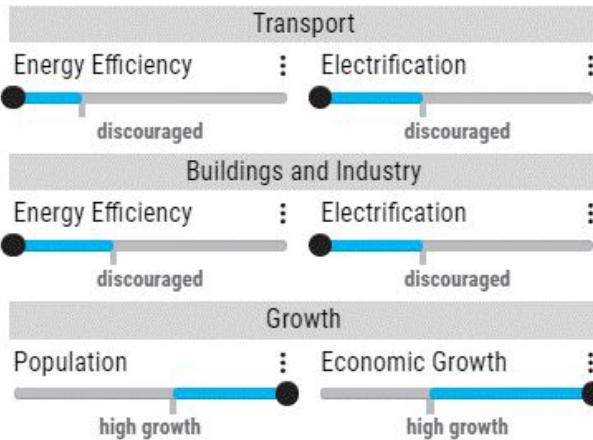 Transport
Energy Efficiency
Electrification
discouraged
discouraged
Buildings and Industry
Energy Efficiency
Electrification
discouraged
discouraged
Growth
Population
Economic Growth
high growth
high growth